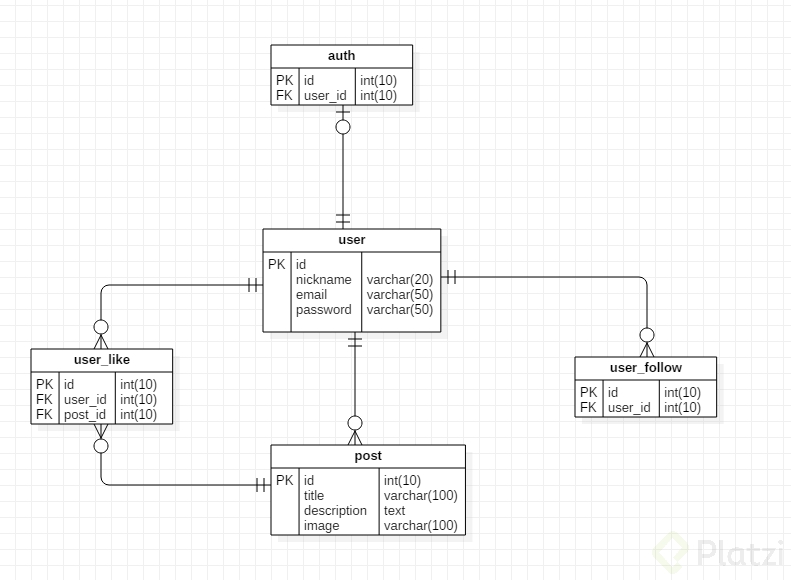 auth
PK id int(10)
FK user_id int(10)
user
PK id
nickname varchar(20)
email varchar(50)
password varchar(50)
user_like
PK id int(10)
FK user_id int(10)
FK post_id int(10)
user_follow
PK id int(10)
FK user_id int(10)
post
PK id int(10)
title varchar(100)
description text
image varchar(100)
Platzi